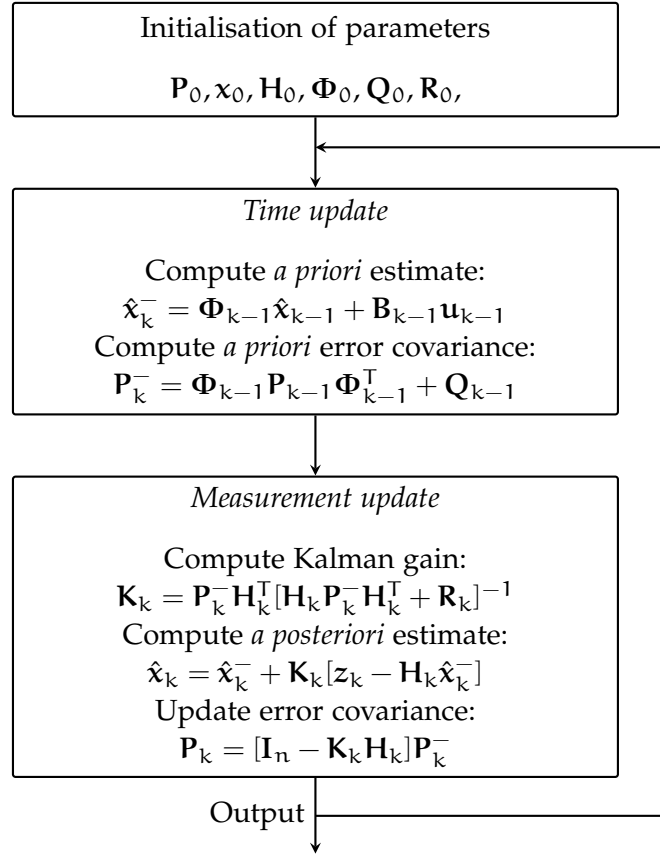 Initialisation of parameters
P₀, x₀, H₀, Φ₀, Q₀, R₀,
Time update
Compute a priori estimate:
x̂ₖ⁻ = Φₖ₋₁x̂ₖ₋₁ + Bₖ₋₁uₖ₋₁
Compute a priori error covariance:
Pₖ⁻ = Φₖ₋₁Pₖ₋₁Φₖ₋₁ᵀ + Qₖ₋₁
Measurement update
Compute Kalman gain:
Kₖ = Pₖ⁻Hₖᵀ[HₖPₖ⁻Hₖᵀ + Rₖ]⁻¹
Compute a posteriori estimate:
x̂ₖ = x̂ₖ⁻ + Kₖ[zₖ − Hₖx̂ₖ⁻]
Update error covariance:
Pₖ = [Iₙ − KₖHₖ]Pₖ⁻
Output